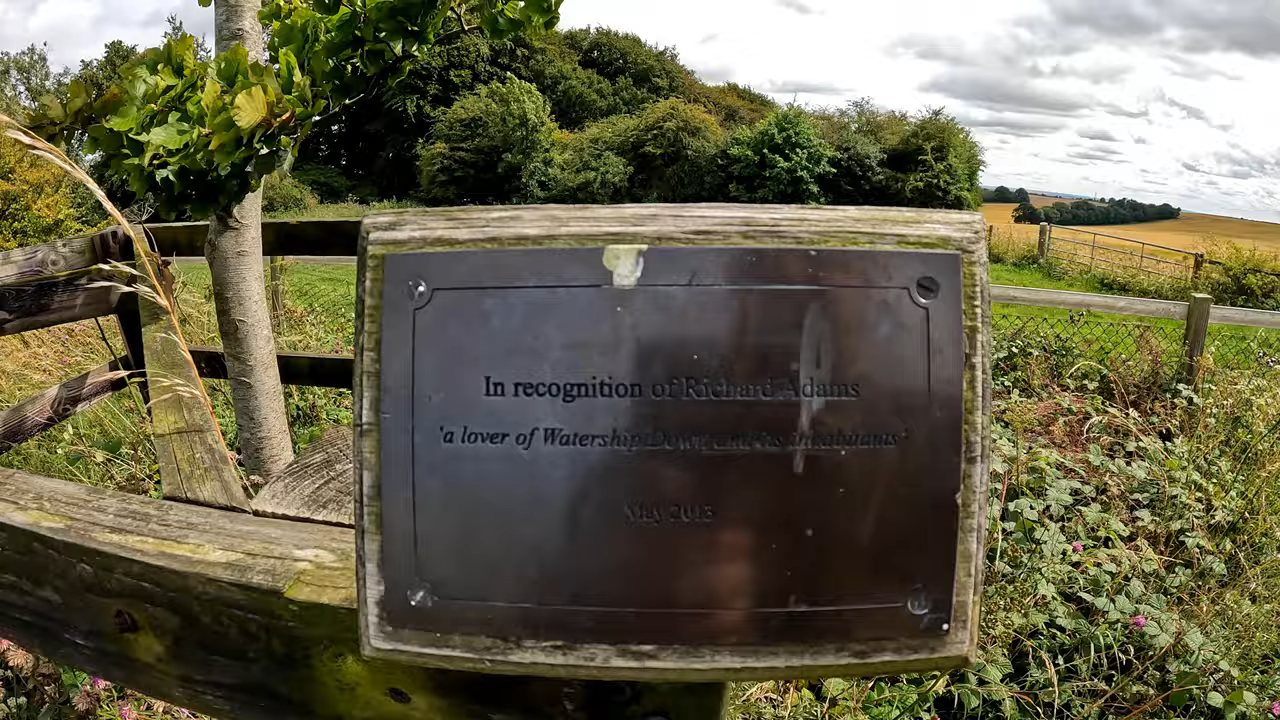 In recognition of Richard Adams
'a lover of Watership Down and its inhabitants'
May 2013